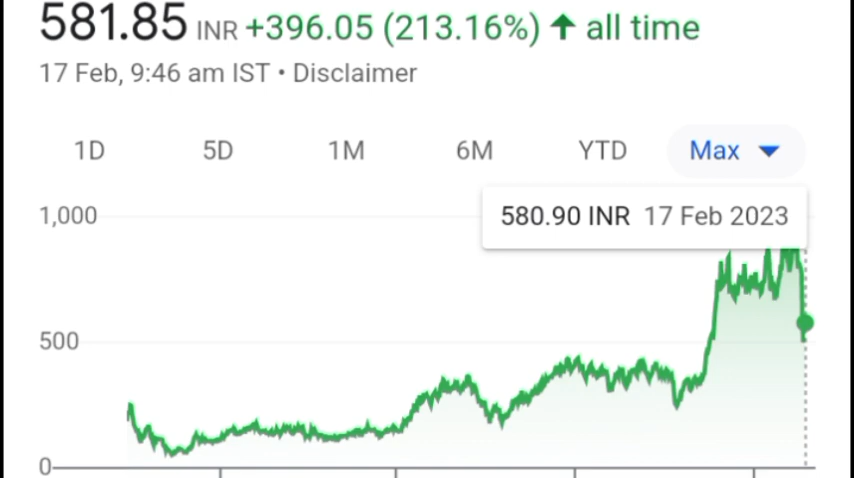 581.85 INR +396.05 (213.16%) ↑ all time
17 Feb, 9:46 am IST • Disclaimer
1D 5D 1M 6M YTD Max
580.90 INR 17 Feb 2023
1,000
500
0